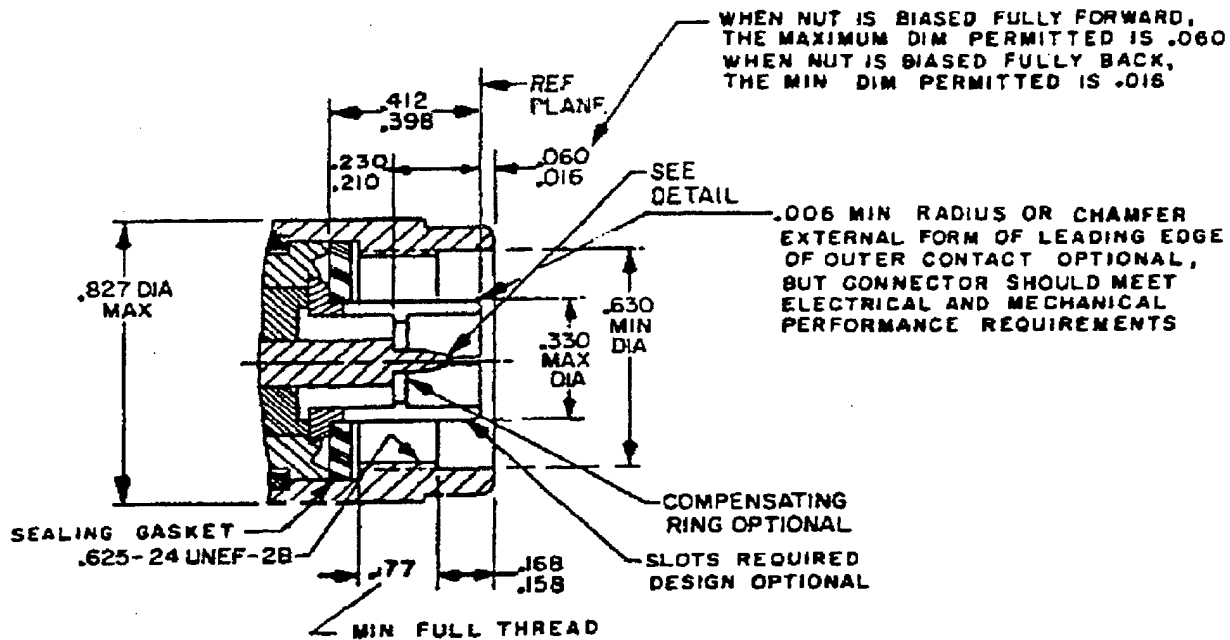 WHEN NUT IS BIASED FULLY FORWARD,
THE MAXIMUM DIM PERMITTED IS .060
WHEN NUT IS BIASED FULLY BACK,
THE MIN DIM PERMITTED IS .016
REF
PLANE
.412
.398
.230
.210
.060
.016
SEE
DETAIL
.006 MIN RADIUS OR CHAMFER
EXTERNAL FORM OF LEADING EDGE
OF OUTER CONTACT OPTIONAL,
BUT CONNECTOR SHOULD MEET
ELECTRICAL AND MECHANICAL
PERFORMANCE REQUIREMENTS
.827 DIA
MAX
.630
MIN
DIA
.330
MAX
DIA
SEALING GASKET
.625-24 UNEF-2B
COMPENSATING
RING OPTIONAL
SLOTS REQUIRED
DESIGN OPTIONAL
.77
.168
.158
MIN FULL THREAD